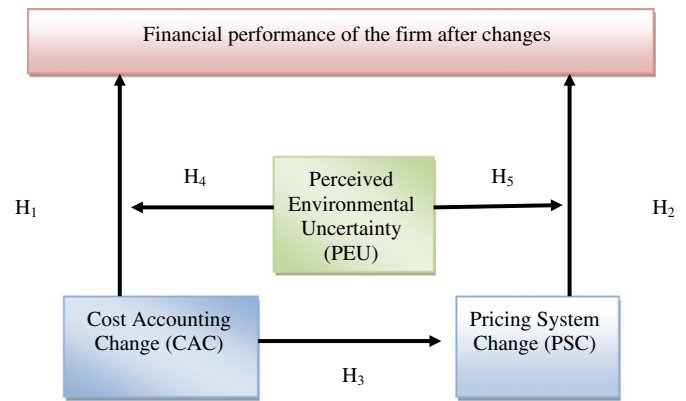 Financial performance of the firm after changes
H₄
Perceived
Environmental
Uncertainty
(PEU)
H₅
H₁
H₂
Cost Accounting
Change (CAC)
Pricing System
Change (PSC)
H₃